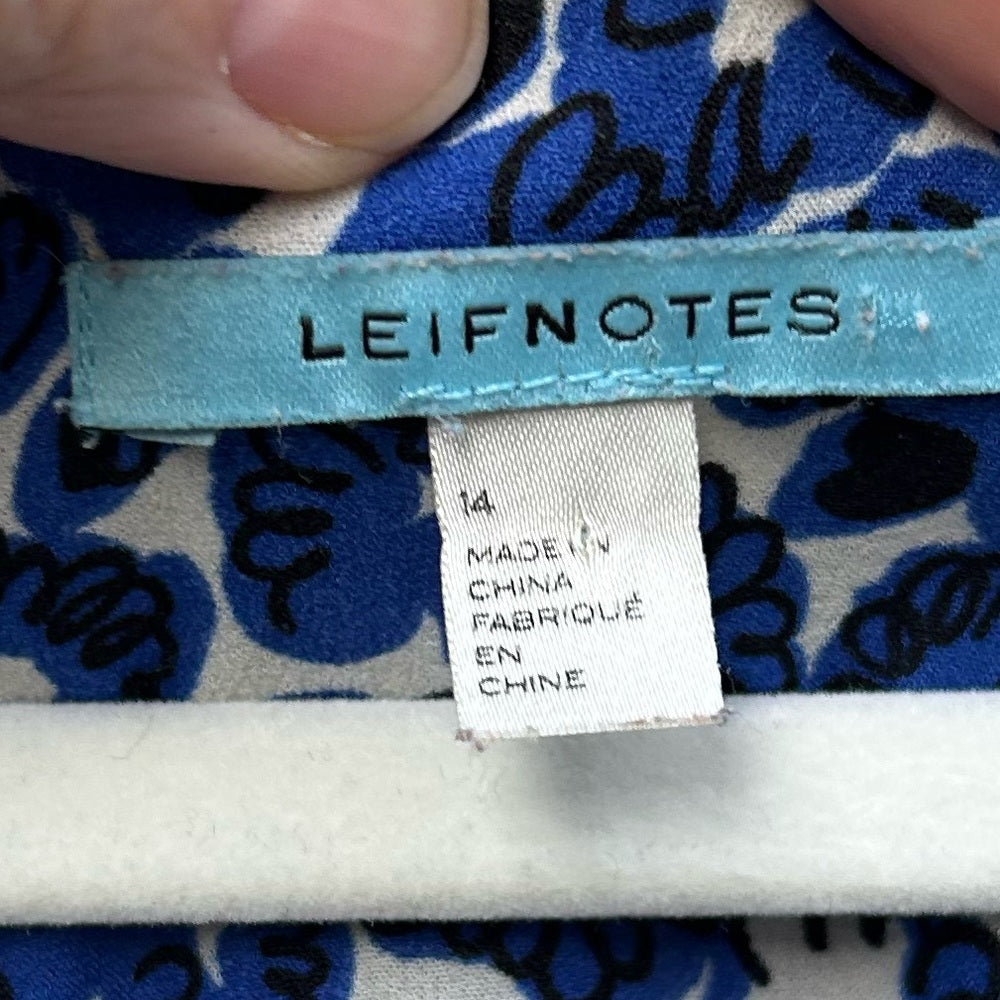 LEIFNOTES
14
MADE IN
CHINA
FABRIQUÉ
EN
CHINE